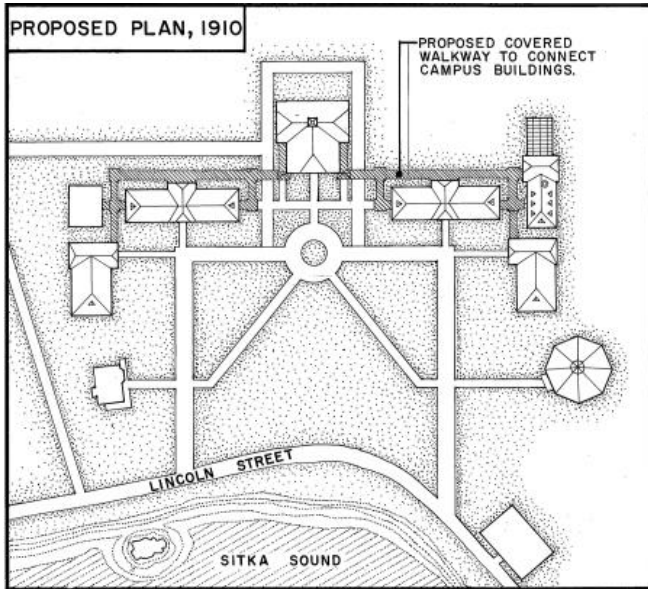 PROPOSED PLAN, 1910
PROPOSED COVERED
WALKWAY TO CONNECT
CAMPUS BUILDINGS.
LINCOLN STREET
SITKA SOUND